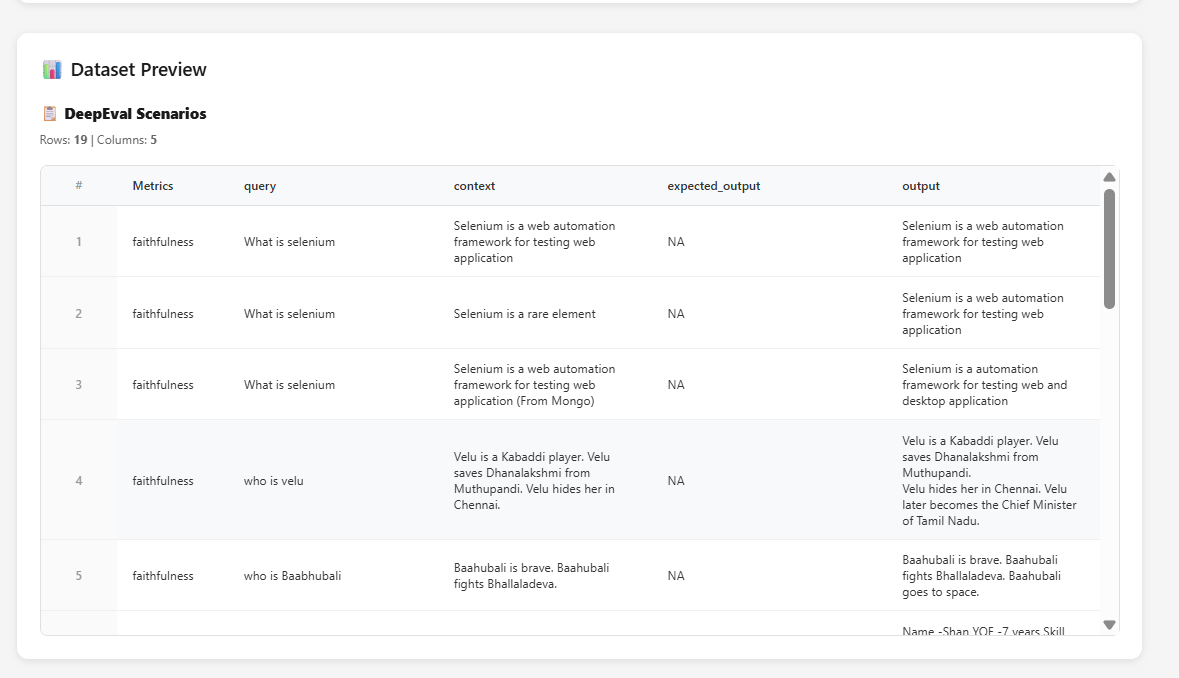 Dataset Preview
DeepEval Scenarios
Rows: 19 | Columns: 5
# Metrics query context expected_output output
1 faithfulness What is selenium Selenium is a web automation framework for testing web application NA Selenium is a web automation framework for testing web application
2 faithfulness What is selenium Selenium is a rare element NA Selenium is a web automation framework for testing web application
3 faithfulness What is selenium Selenium is a web automation framework for testing web application (From Mongo) NA Selenium is a automation framework for testing web and desktop application
4 faithfulness who is velu Velu is a Kabaddi player. Velu saves Dhanalakshmi from Muthupandi. Velu hides her in Chennai. NA Velu is a Kabaddi player. Velu saves Dhanalakshmi from Muthupandi. Velu hides her in Chennai. Velu later becomes the Chief Minister of Tamil Nadu.
5 faithfulness who is Baabhubali Baahubali is brave. Baahubali fights Bhallaladeva. NA Baahubali is brave. Baahubali fights Bhallaladeva. Baahubali goes to space.
Name -Shan YOE -7 years Skill